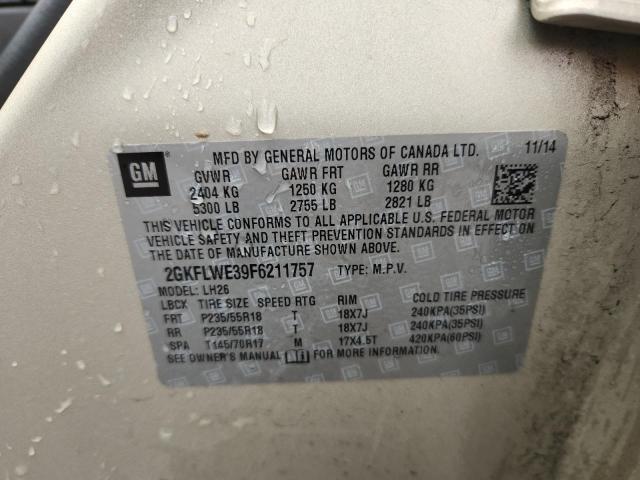 GM
MFD BY GENERAL MOTORS OF CANADA LTD. 11/14
GVWR GAWR FRT GAWR RR
2404 KG 1250 KG 1280 KG
5300 LB 2755 LB 2821 LB
THIS VEHICLE CONFORMS TO ALL APPLICABLE U.S. FEDERAL MOTOR
VEHICLE SAFETY AND THEFT PREVENTION STANDARDS IN EFFECT ON
THE DATE OF MANUFACTURE SHOWN ABOVE.
2GKFLWE39F6211757 TYPE: M.P.V.
MODEL: LH26
LBCX TIRE SIZE SPEED RTG RIM COLD TIRE PRESSURE
FRT P235/55R18 T 18X7J 240KPA(35PSI)
RR P235/55R18 T 18X7J 240KPA(35PSI)
SPA T145/70R17 M 17X4.5T 420KPA(60PSI)
SEE OWNER'S MANUAL FOR MORE INFORMATION.